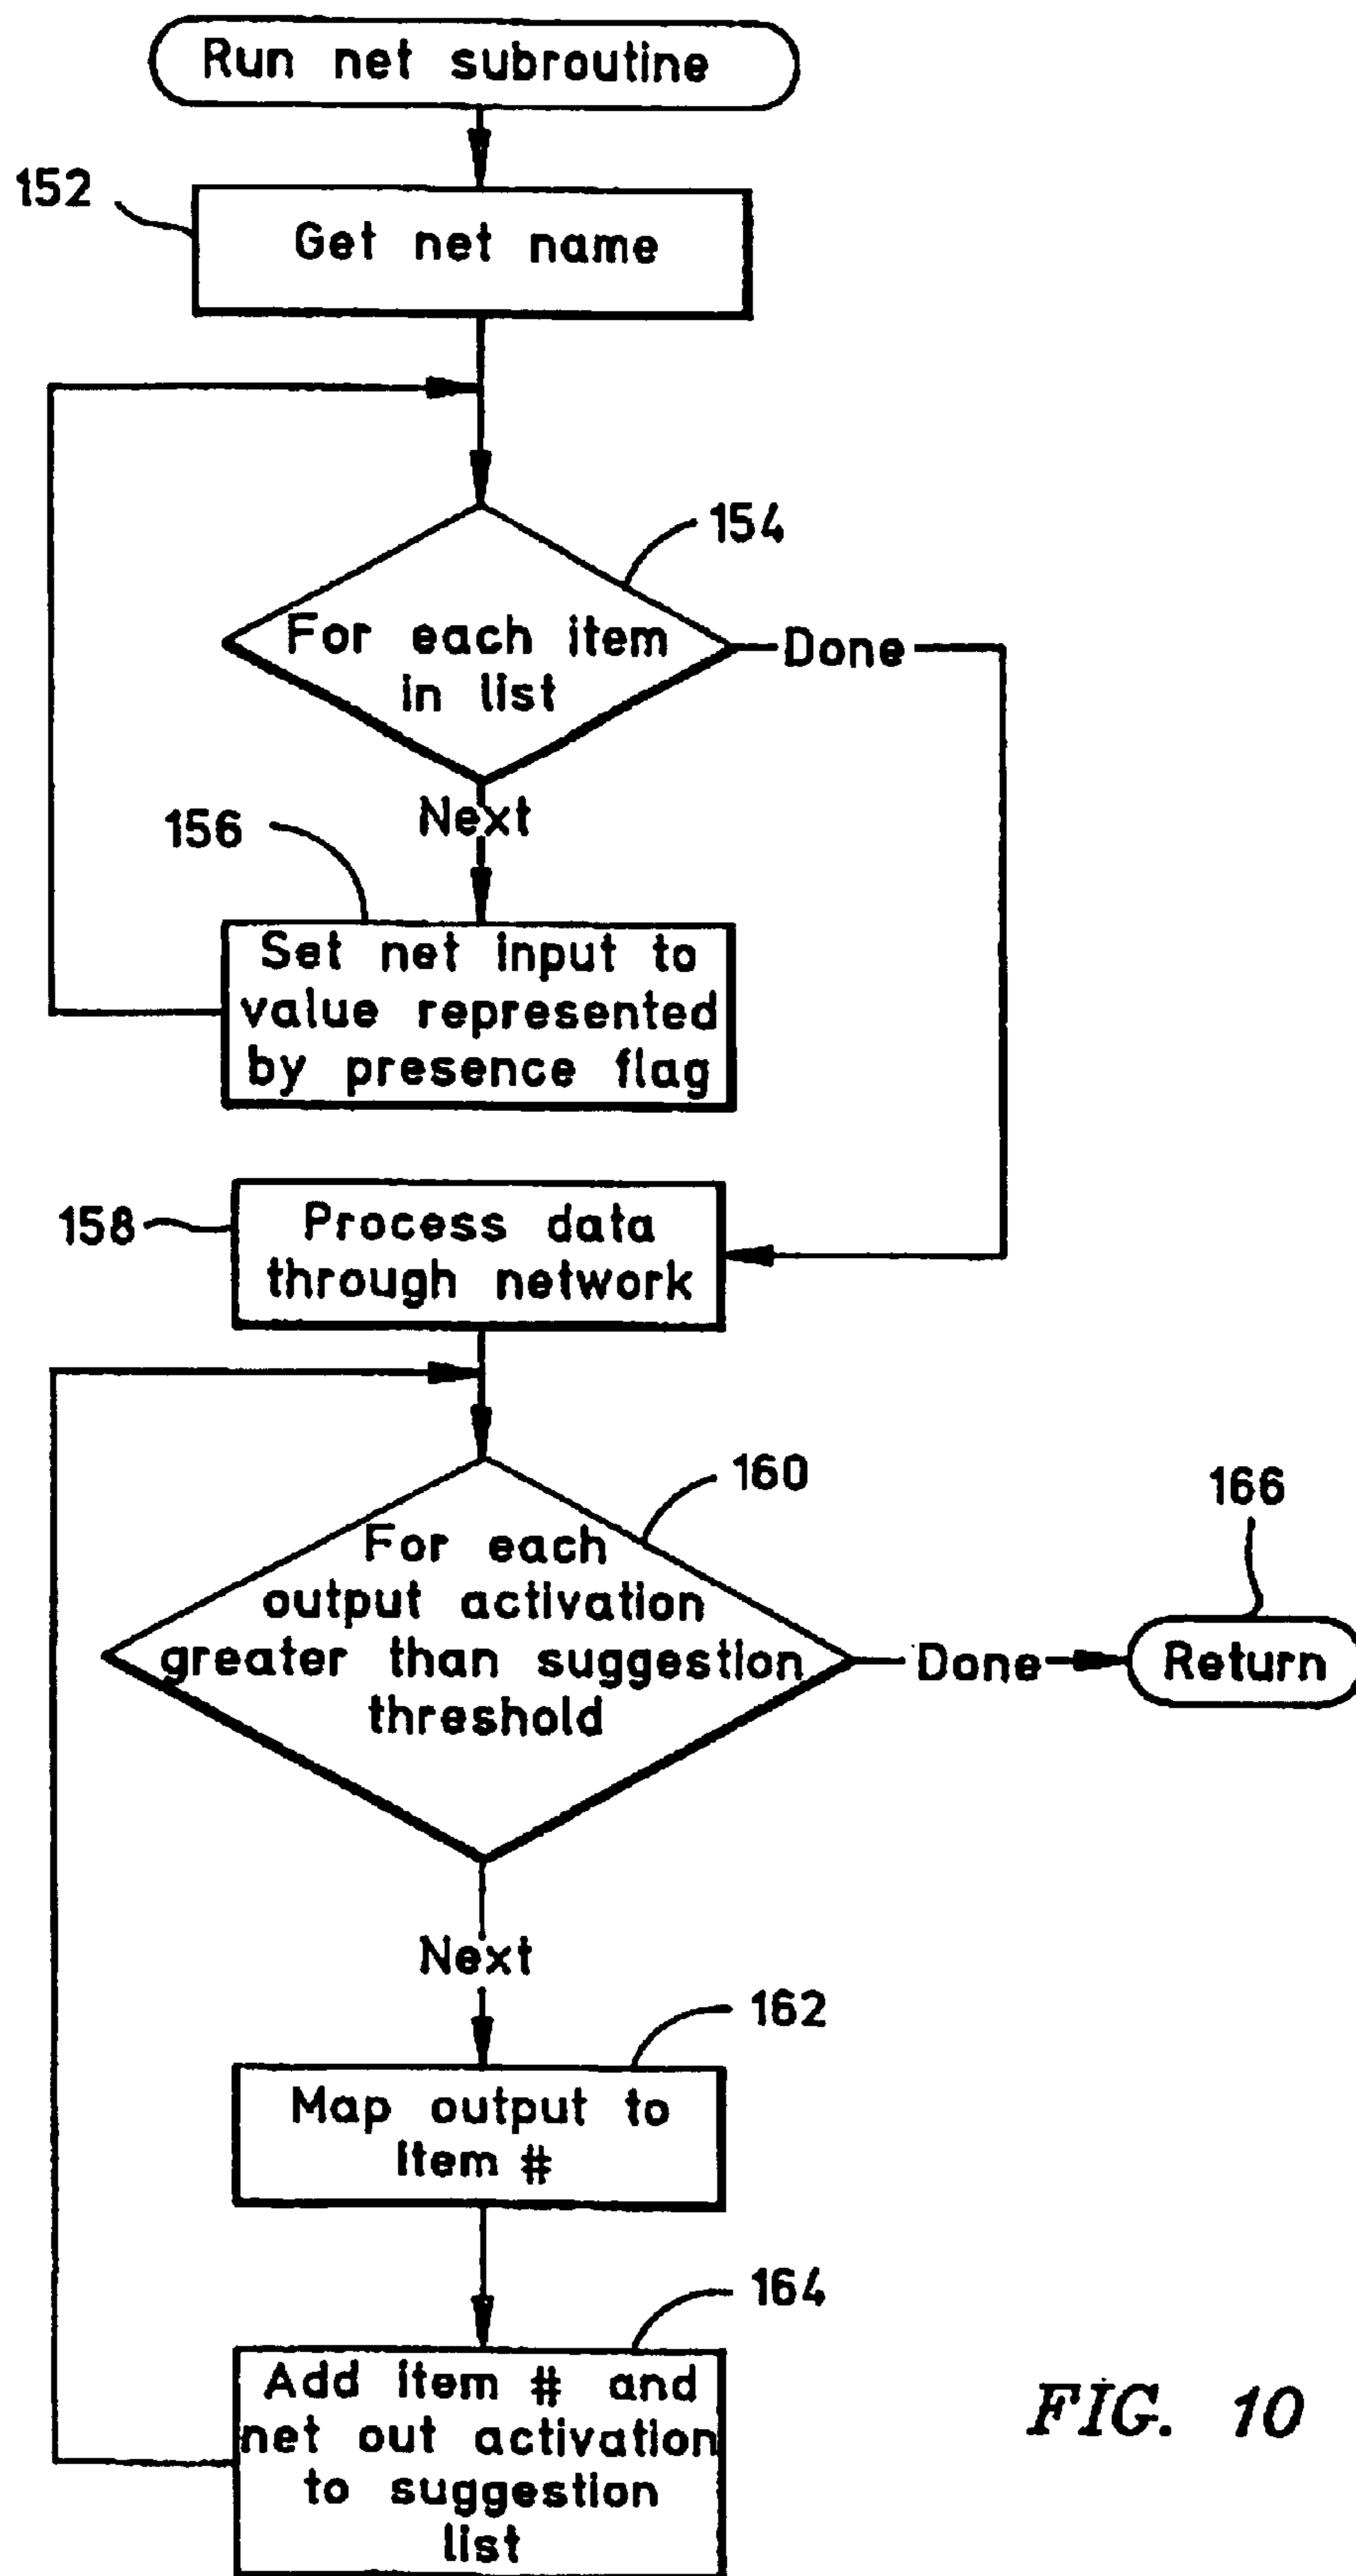 Run net subroutine
152
Get net name
154
For each item
in list
Done
Next
156
Set net input to
value represented
by presence flag
158
Process data
through network
160
166
For each
output activation
greater than suggestion
threshold
Done
Return
Next
162
Map output to
item #
164
Add item # and
net out activation
to suggestion
list
FIG. 10